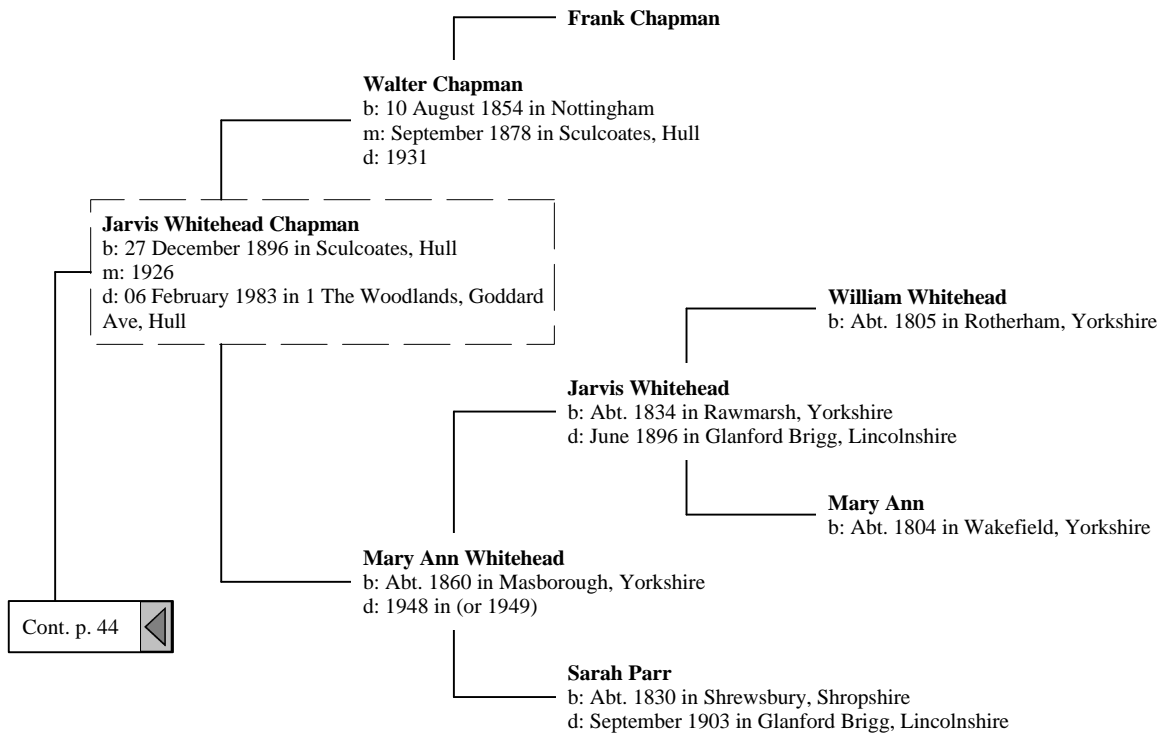 Frank Chapman
Walter Chapman
b: 10 August 1854 in Nottingham
m: September 1878 in Sculcoates, Hull
d: 1931
Jarvis Whitehead Chapman
b: 27 December 1896 in Sculcoates, Hull
m: 1926
d: 06 February 1983 in 1 The Woodlands, Goddard
Ave, Hull
William Whitehead
b: Abt. 1805 in Rotherham, Yorkshire
Jarvis Whitehead
b: Abt. 1834 in Rawmarsh, Yorkshire
d: June 1896 in Glanford Brigg, Lincolnshire
Mary Ann
b: Abt. 1804 in Wakefield, Yorkshire
Mary Ann Whitehead
b: Abt. 1860 in Masborough, Yorkshire
d: 1948 in (or 1949)
Cont. p. 44
Sarah Parr
b: Abt. 1830 in Shrewsbury, Shropshire
d: September 1903 in Glanford Brigg, Lincolnshire